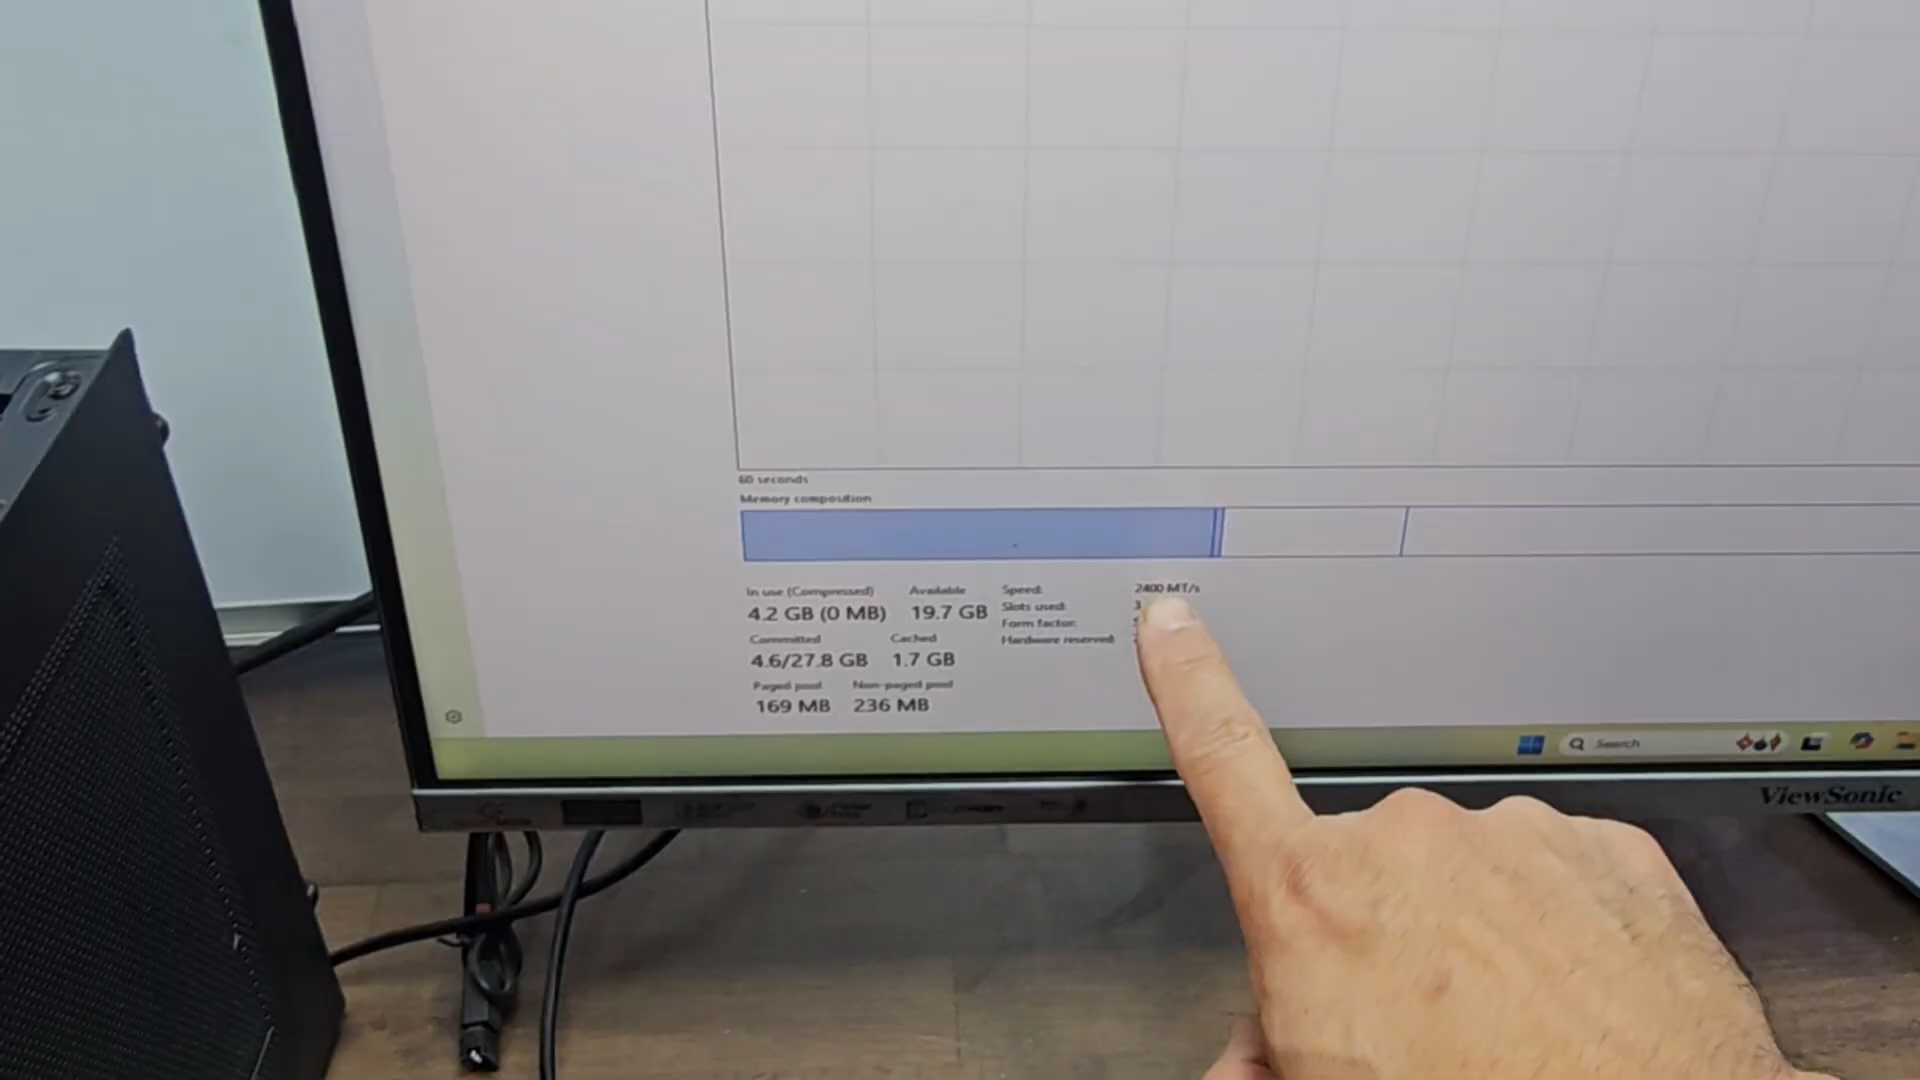 60 seconds
Memory composition
In use (Compressed) Available
4.2 GB (0 MB) 19.7 GB
Committed Cached
4.6/27.8 GB 1.7 GB
Paged pool Non-paged pool
169 MB 236 MB
Speed: 2400 MT/s
Slots used: 3
Form factor:
Hardware reserved:
Search
ViewSonic